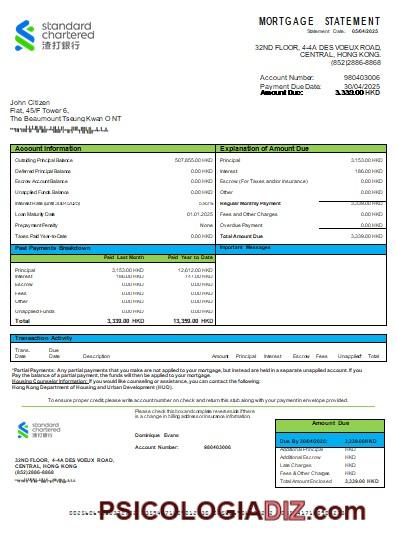 standard
chartered
渣打銀行
MORTGAGE STATEMENT
Statement Date: 05/04/2025
32ND FLOOR, 4-4A DES VOEUX ROAD,
CENTRAL, HONG KONG.
(852)2886-8868
Account Number: 980403006
Payment Due Date: 30/04/2025
Amount Due: 3,339.00 HKD
John Citizen
Flat, 45/F Tower 6,
The Beaumount Tseung Kwan O NT
Account Information
Outstanding Principal Balance 507,855.00 HKD
Deferred Principal Balance 0.00 HKD
Escrow Account Balance 0.00 HKD
Unapplied Funds Balance 0.00 HKD
Interest Rate
Loan Maturity Date 01.01.2025
Prepayment Penalty None
Taxes Paid Year-to-Date 0.00 HKD
Explanation of Amount Due
Principal 3,153.00 HKD
Interest 186.00 HKD
Escrow (For Taxes and/or Insurance) 0.00 HKD
Other 0.00 HKD
Regular Monthly Payment 3,339.00 HKD
Fees and Other Charges 0.00 HKD
Overdue Payment 0.00 HKD
Total Amount Due 3,339.00 HKD
Past Payments Breakdown
Paid Last Month Paid Year to Date
Principal 3,153.00 HKD 12,612.00 HKD
Interest 186.00 HKD
Escrow 0.00 HKD 0.00 HKD
Fees 0.00 HKD 0.00 HKD
Other 0.00 HKD 0.00 HKD
Unapplied Funds 0.00 HKD 0.00 HKD
Total 3,339.00 HKD 13,359.00 HKD
Important Messages
Transaction Activity
Trans. Date Due Date Description Amount Principal Interest Escrow Fees Unapplied Total
*Partial Payments: Any partial payments that you make are not applied to your mortgage, but instead are held in a separate unapplied account. If you
Pay the balance of a partial payment, the funds will then be applied to your mortgage.
Housing Counselor Information: If you would like counseling or assistance, you can contact the following:
Hong Kong Department of Housing and Urban Development (HUD).
To ensure proper credit, please write account number on check and return this stub along with your payment in envelope provided.
standard
chartered
渣打銀行
Please check this box and complete reverse side if there
is a change in billing address or insurance information.
Dominique Evans
Account Number: 980403006
32ND FLOOR, 4-4A DES VOEUX ROAD,
CENTRAL, HONG KONG
(852)2886-8868
Amount Due
Due By 30/04/2025: 3,339.00 HKD
Additional Principal HKD
Additional Escrow HKD
Late Charges HKD
Fees & Other Charges HKD
Total Amount Enclosed HKD
PSICOLOGIADIZ.com